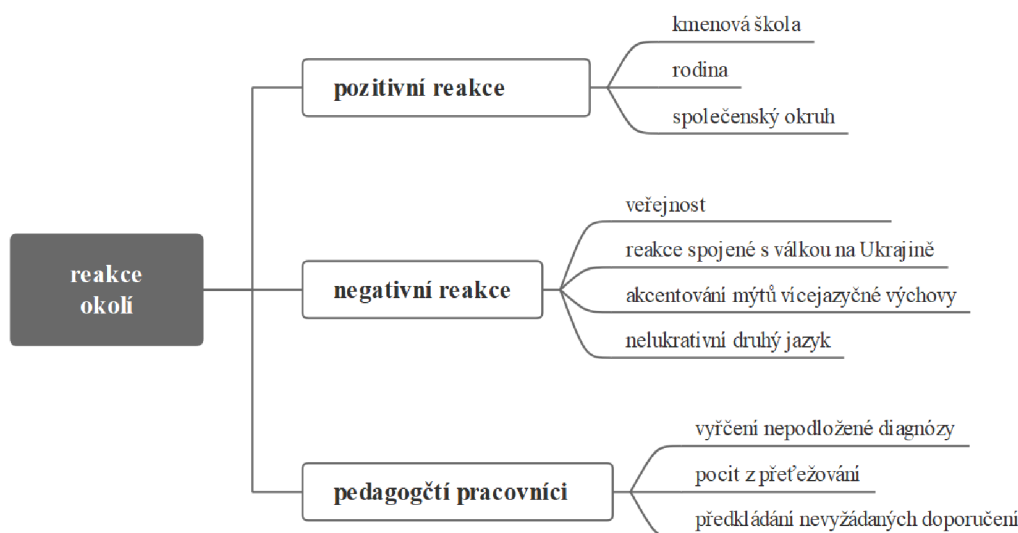 reakce
okolí
pozitivní reakce
kmenová škola
rodina
společenský okruh
negativní reakce
veřejnost
reakce spojené s válkou na Ukrajině
akcentování mýtů vícejazyčné výchovy
nelukrativní druhý jazyk
pedagogčtí pracovníci
vyřčení nepodložené diagnózy
pocit z přeťežování
předkládání nevyžádaných doporučení